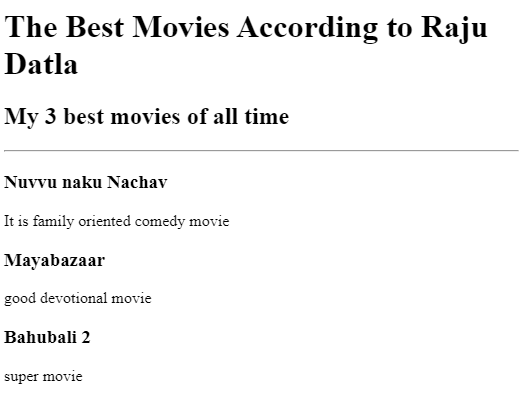 The Best Movies According to Raju
Datla
My 3 best movies of all time
Nuvvu naku Nachav
It is family oriented comedy movie
Mayabazaar
good devotional movie
Bahubali 2
super movie